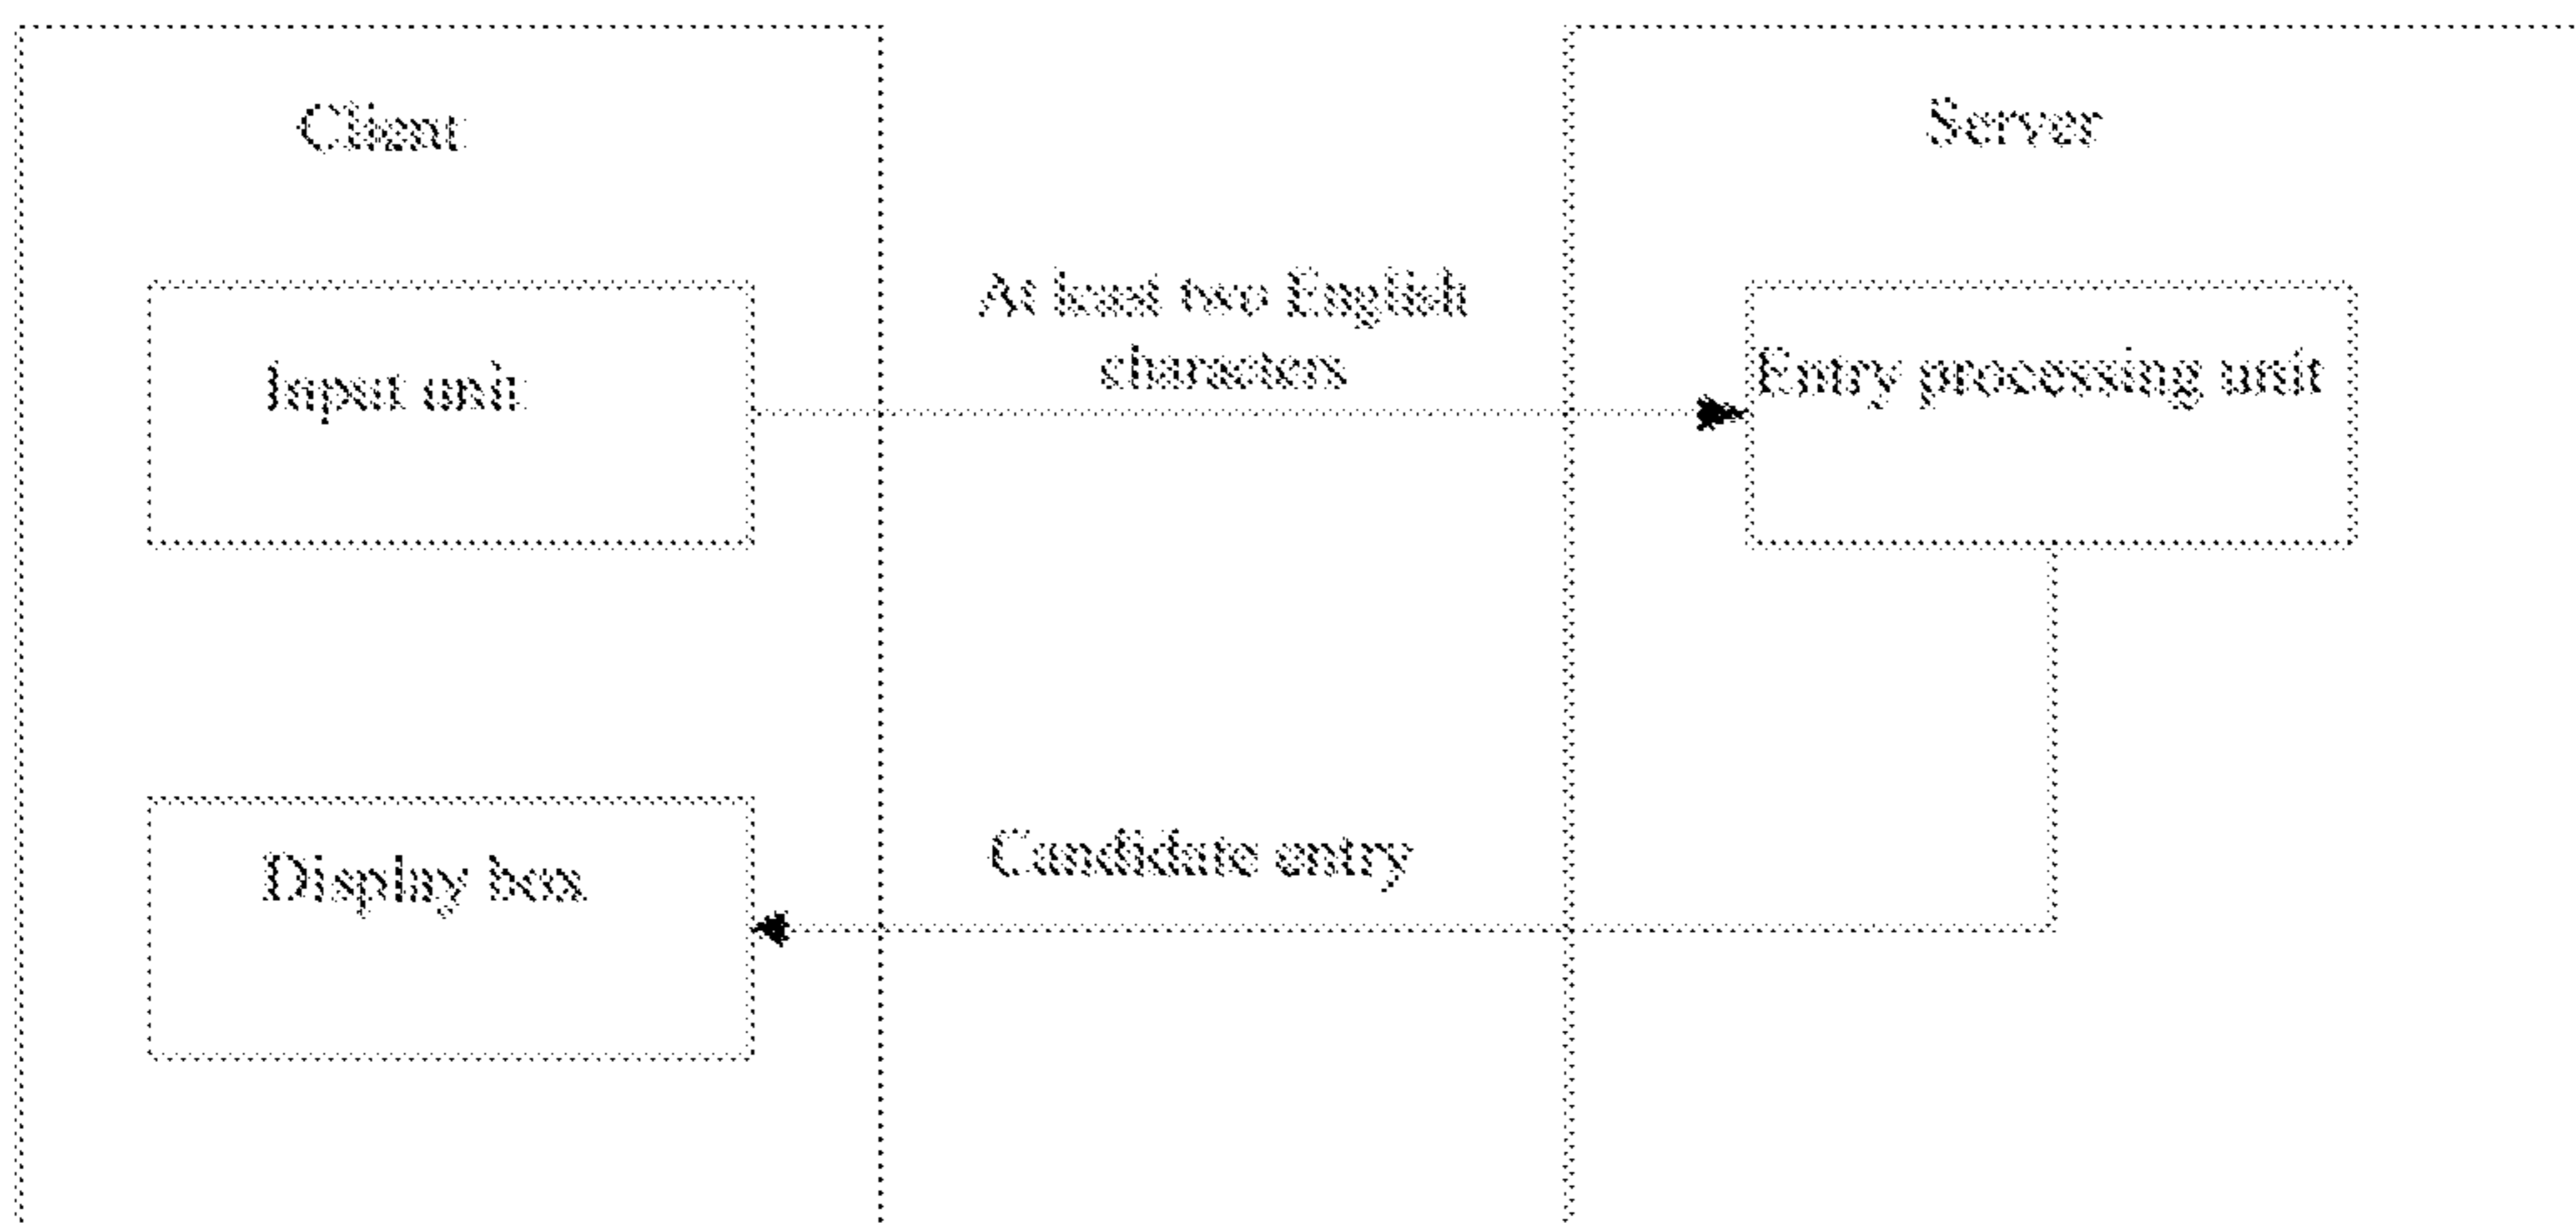 Client
Server
At least two English
characters
Input unit
Entry processing unit
Candidate entry
Display box